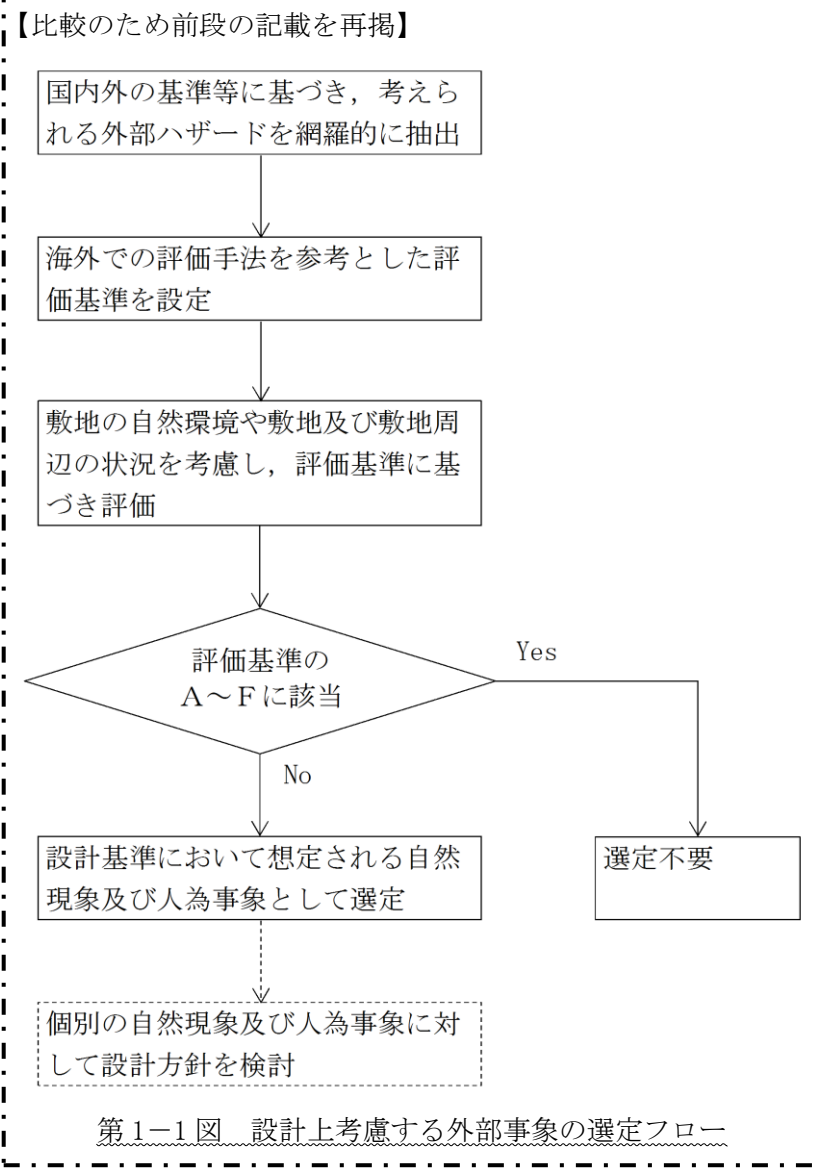 【比較のため前段の記載を再掲】
国内外の基準等に基づき，考えら
れる外部ハザードを網羅的に抽出
海外での評価手法を参考とした評
価基準を設定
敷地の自然環境や敷地及び敷地周
辺の状況を考慮し，評価基準に基
づき評価
評価基準の
Ａ～Ｆに該当
Yes
No
設計基準において想定される自然
現象及び人為事象として選定
選定不要
個別の自然現象及び人為事象に対
して設計方針を検討
第1－1図　設計上考慮する外部事象の選定フロー